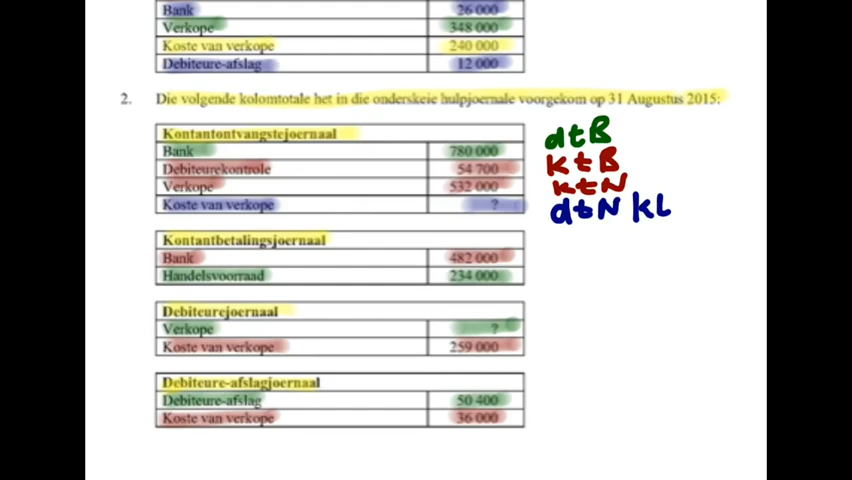 Bank 26 000
Verkope 348 000
Koste van verkope 240 000
Debiteure-afslag 12 000
2. Die volgende kolomtotale het in die onderskeie hulpjoernale voorgekom op 31 Augustus 2015:
Kontantontvangstejoernaal
Bank 780 000
Debiteurekontrole 54 700
Verkope 532 000
Koste van verkope ?
dtB
ktB
ktN
dtN kL
Kontantbetalingsjoernaal
Bank 482 000
Handelsvoorraad 234 000
Debiteurejoernaal
Verkope ?
Koste van verkope 259 000
Debiteure-afslagjoernaal
Debiteure-afslag 50 400
Koste van verkope 36 000